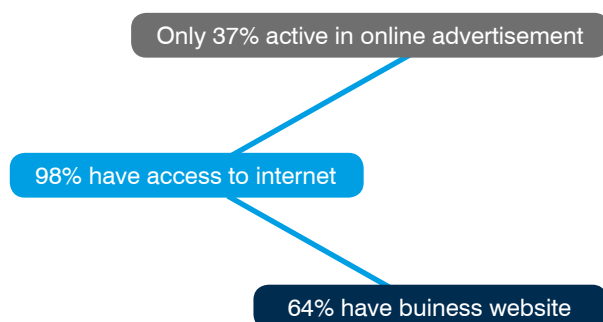 Only 37% active in online advertisement
98% have access to internet
64% have buiness website